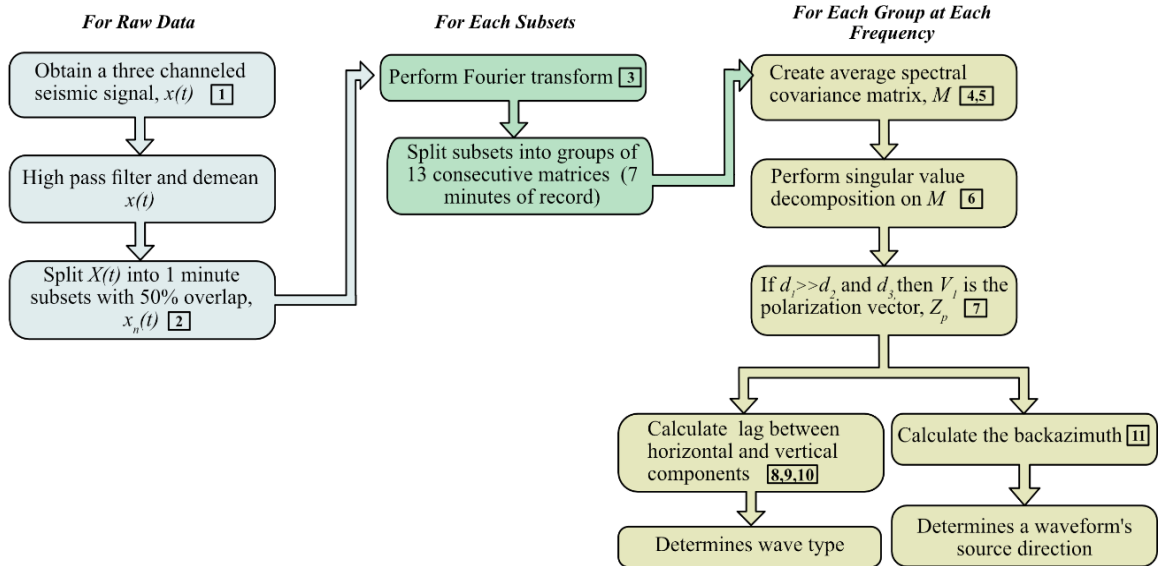 For Raw Data
Obtain a three channeled
seismic signal, x(t) 1
High pass filter and demean
x(t)
Split X(t) into 1 minute
subsets with 50% overlap,
xn(t) 2
For Each Subsets
Perform Fourier transform 3
Split subsets into groups of
13 consecutive matrices (7
minutes of record)
For Each Group at Each
Frequency
Create average spectral
covariance matrix, M 4,5
Perform singular value
decomposition on M 6
If d1>>d2 and d3, then V1 is the
polarization vector, Zp 7
Calculate lag between
horizontal and vertical
components 8,9,10
Determines wave type
Calculate the backazimuth 11
Determines a waveform's
source direction